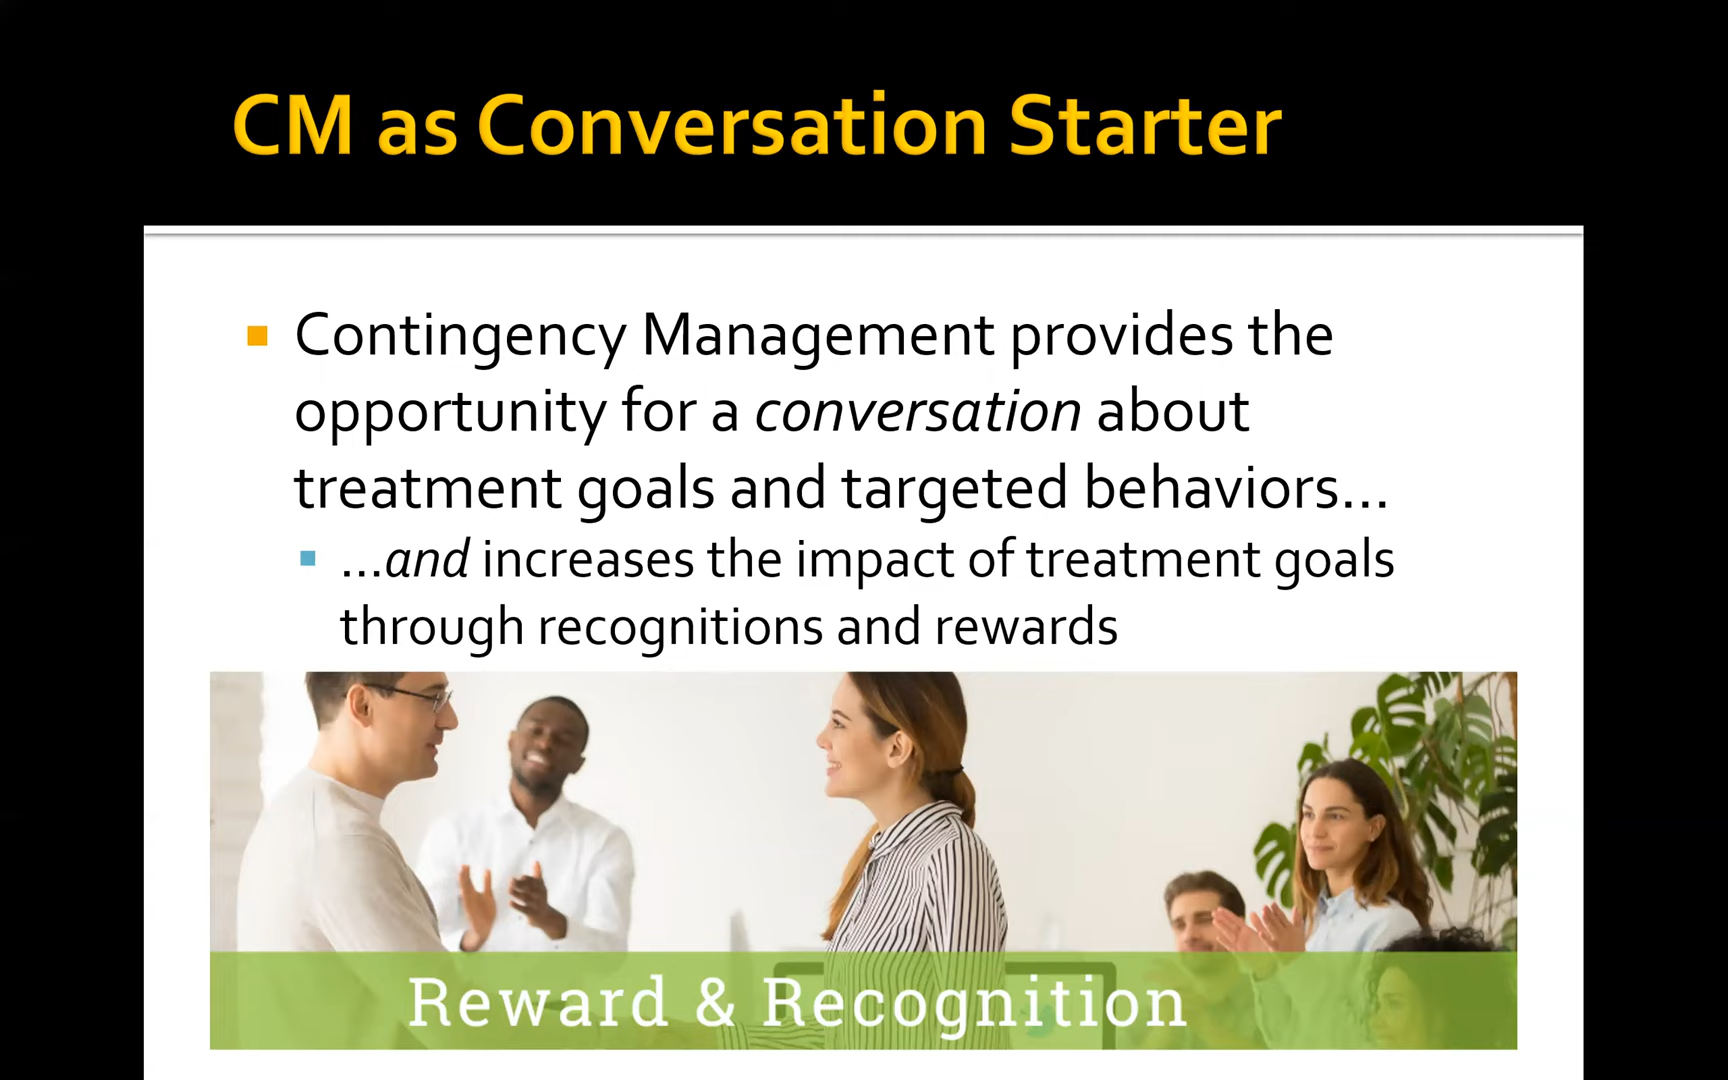 CM as Conversation Starter
Contingency Management provides the
opportunity for a conversation about
treatment goals and targeted behaviors...
...and increases the impact of treatment goals
through recognitions and rewards
Reward & Recognition